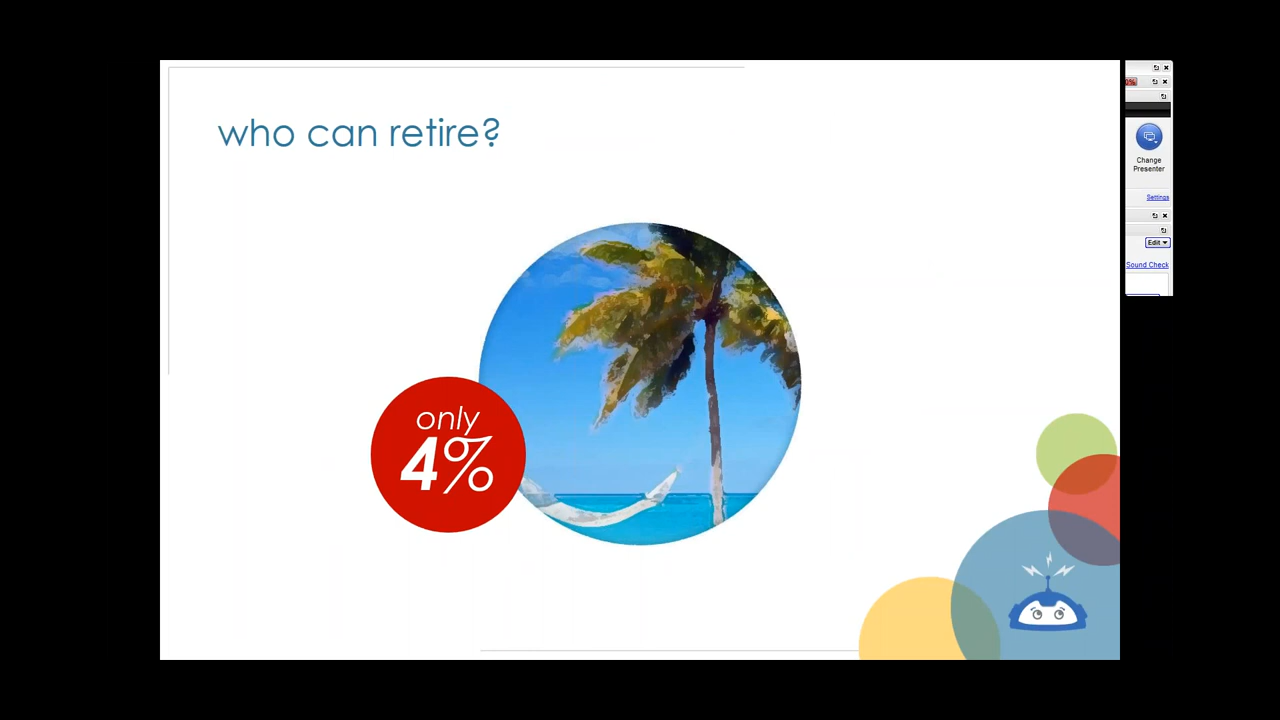 who can retire?
only
4%
Change
Presenter
Settings
Edit
Sound Check